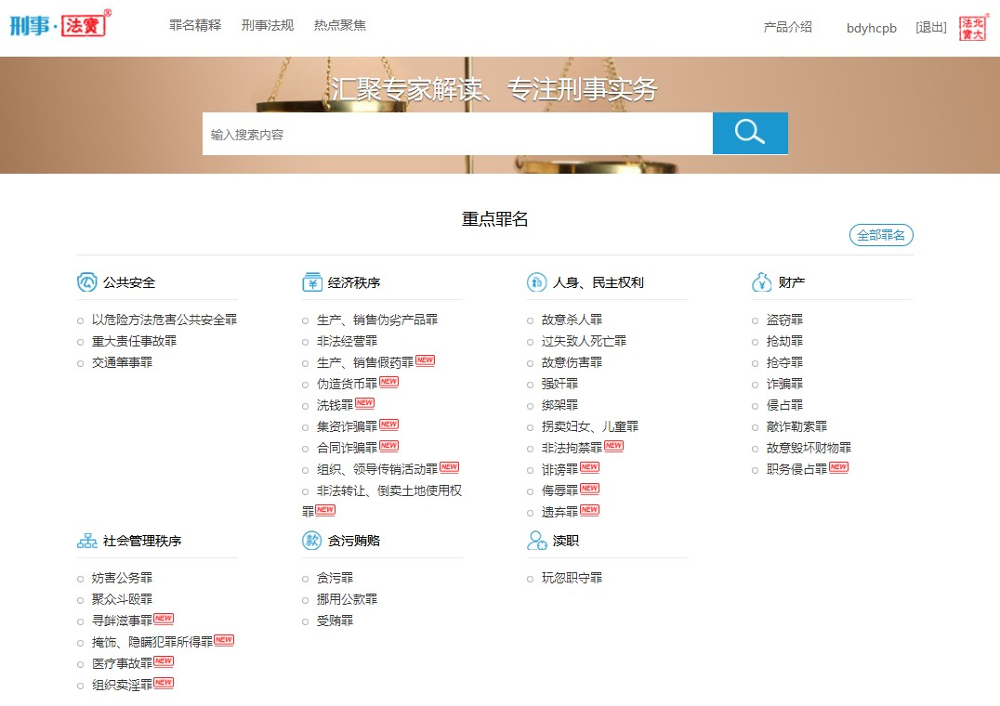 刑事·法寶®
罪名精释 刑事法规 热点聚焦
产品介绍 bdyhcpb [退出]
法北
寶大
汇聚专家解读、专注刑事实务
输入搜索内容
重点罪名
全部罪名
公共安全
以危险方法危害公共安全罪
重大责任事故罪
交通肇事罪
经济秩序
生产、销售伪劣产品罪
非法经营罪
生产、销售假药罪 NEW
伪造货币罪 NEW
洗钱罪 NEW
集资诈骗罪 NEW
合同诈骗罪 NEW
组织、领导传销活动罪 NEW
非法转让、倒卖土地使用权
罪 NEW
人身、民主权利
故意杀人罪
过失致人死亡罪
故意伤害罪
强奸罪
绑架罪
拐卖妇女、儿童罪
非法拘禁罪 NEW
诽谤罪 NEW
侮辱罪 NEW
遗弃罪 NEW
财产
盗窃罪
抢劫罪
抢夺罪
诈骗罪
侵占罪
敲诈勒索罪
故意毁坏财物罪
职务侵占罪 NEW
社会管理秩序
妨害公务罪
聚众斗殴罪
寻衅滋事罪 NEW
掩饰、隐瞒犯罪所得罪 NEW
医疗事故罪 NEW
组织卖淫罪 NEW
款 贪污贿赂
贪污罪
挪用公款罪
受贿罪
渎职
玩忽职守罪